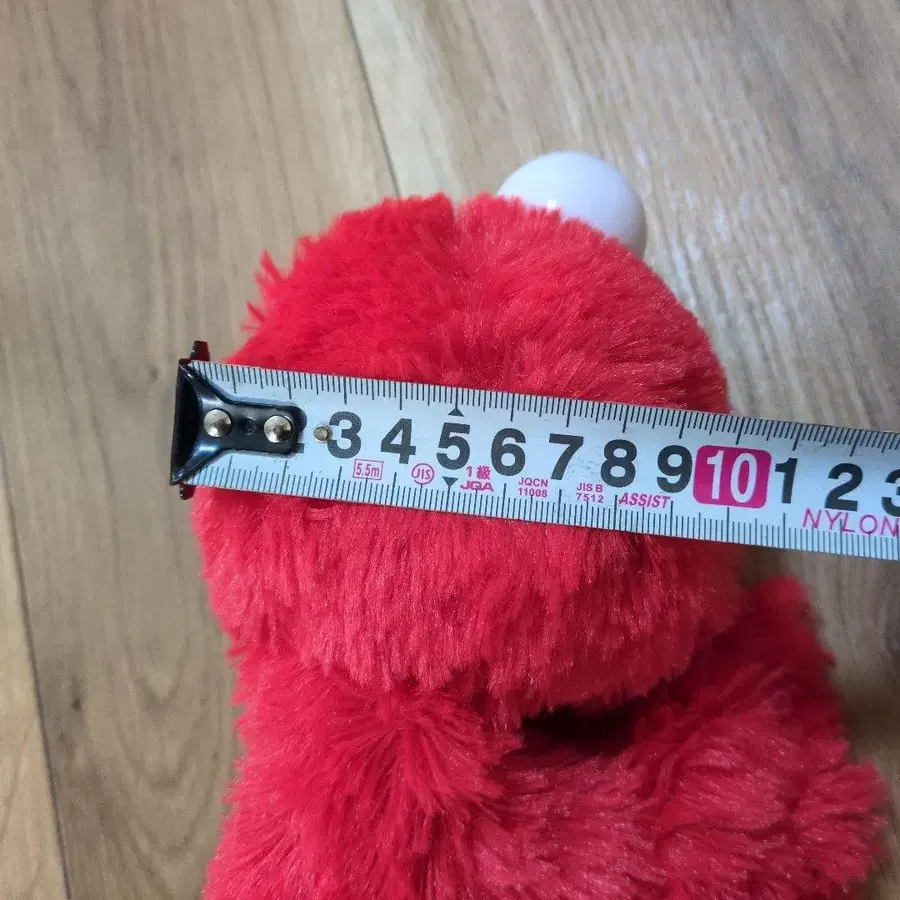 3 4 5 6 7 8 9 10 1 2 3
5.5m JIS 1級 JQA JQCN 11008 JIS B 7512 ASSIST NYLON